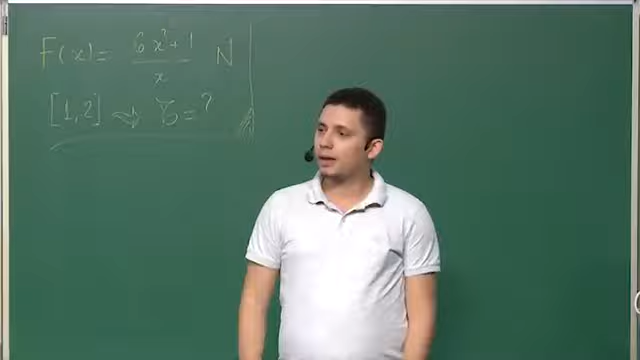 F(x) = 6x²+1 / x N
[1,2] ⇝ ℧ = ?